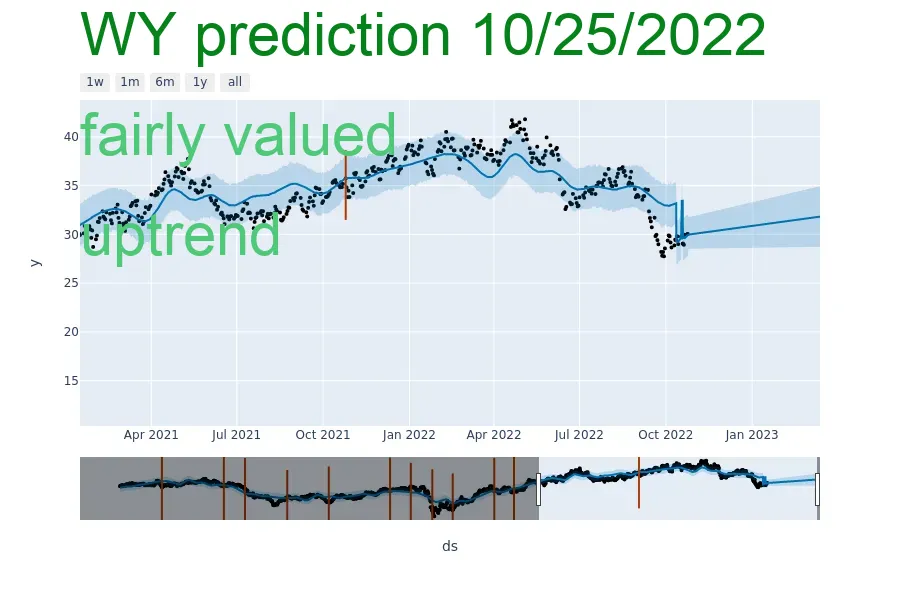 WY prediction 10/25/2022
1w 1m 6m 1y all
fairly valued
uptrend
40
35
30
25
20
15
y
Apr 2021 Jul 2021 Oct 2021 Jan 2022 Apr 2022 Jul 2022 Oct 2022 Jan 2023
ds